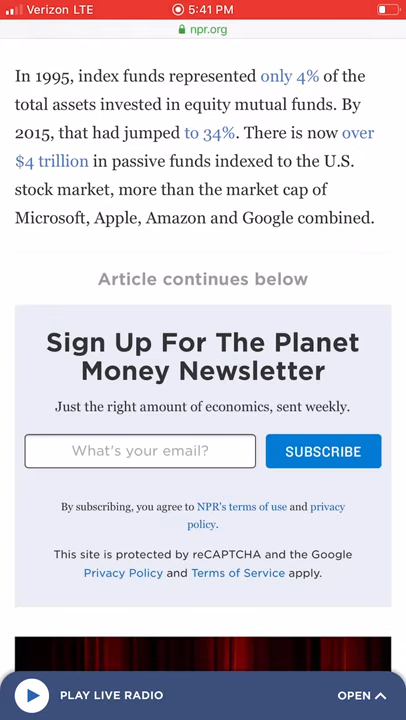 Verizon LTE 5:41 PM
npr.org
In 1995, index funds represented only 4% of the
total assets invested in equity mutual funds. By
2015, that had jumped to 34%. There is now over
$4 trillion in passive funds indexed to the U.S.
stock market, more than the market cap of
Microsoft, Apple, Amazon and Google combined.
Article continues below
Sign Up For The Planet
Money Newsletter
Just the right amount of economics, sent weekly.
What's your email? SUBSCRIBE
By subscribing, you agree to NPR's terms of use and privacy
policy.
This site is protected by reCAPTCHA and the Google
Privacy Policy and Terms of Service apply.
PLAY LIVE RADIO OPEN